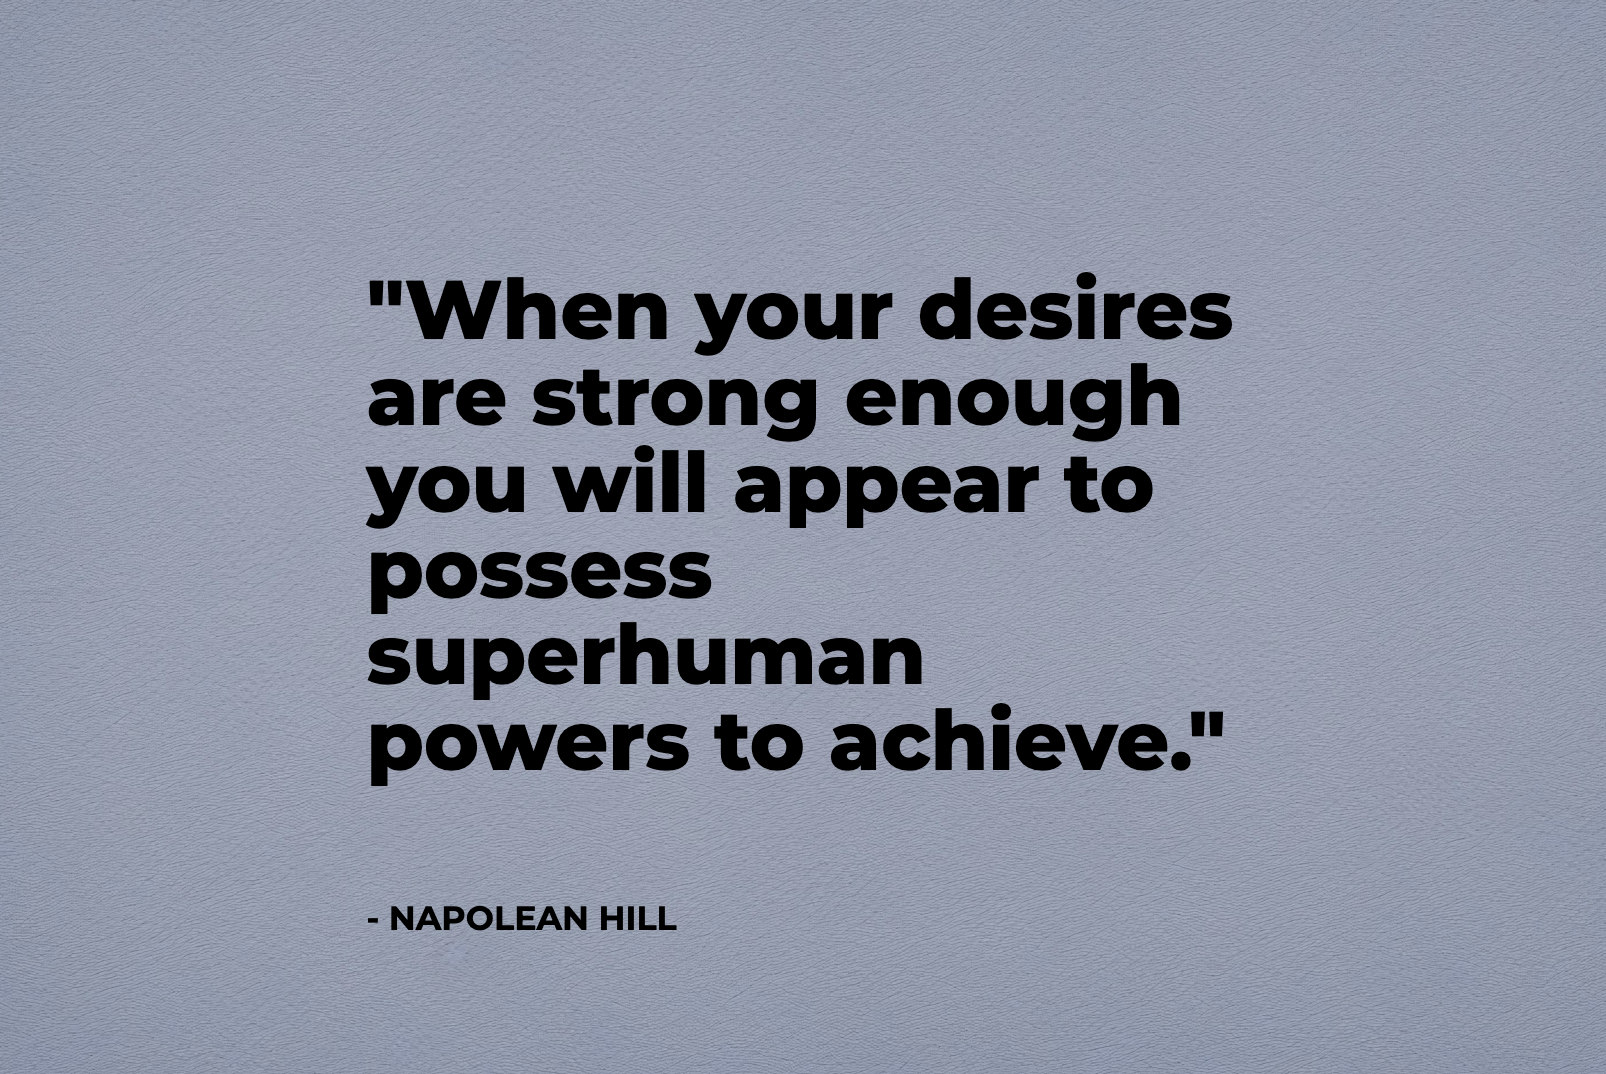 "When your desires
are strong enough
you will appear to
possess
superhuman
powers to achieve."
- NAPOLEAN HILL